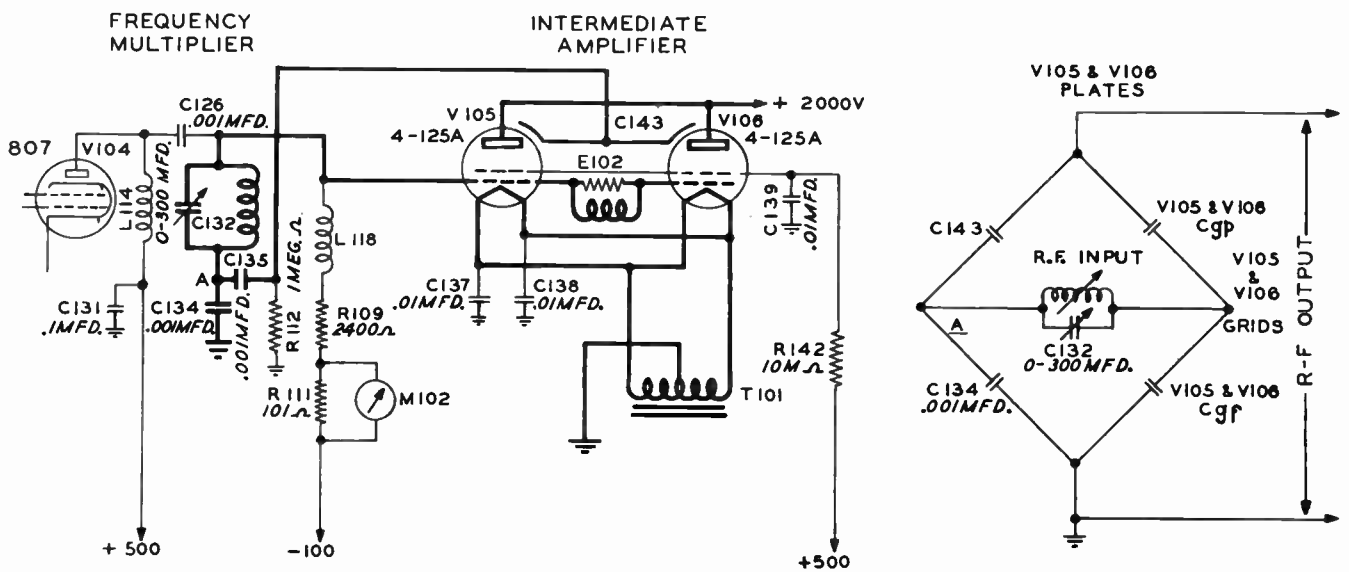 FREQUENCY
MULTIPLIER
INTERMEDIATE
AMPLIFIER
C126
.001MFD.
807
V104
L114
0-300 MFD.
C132
A
C135
.001MFD.
C131
.1MFD.
C134
.001MFD.
R112 1MEG.Ω
L118
R109
2400Ω
R111
101Ω
M102
+ 500
-100
V105
4-125A
C143
V106
4-125A
+ 2000V
E102
C139
.01MFD.
C137
.01MFD.
C138
.01MFD.
T101
R142
10MΩ
+500
V105 & V106
PLATES
C143
V105 & V106
Cgp
R.F. INPUT
V105
&
V106
GRIDS
A
C132
0-300MFD.
C134
.001MFD.
V105 & V106
Cgf
R-F OUTPUT